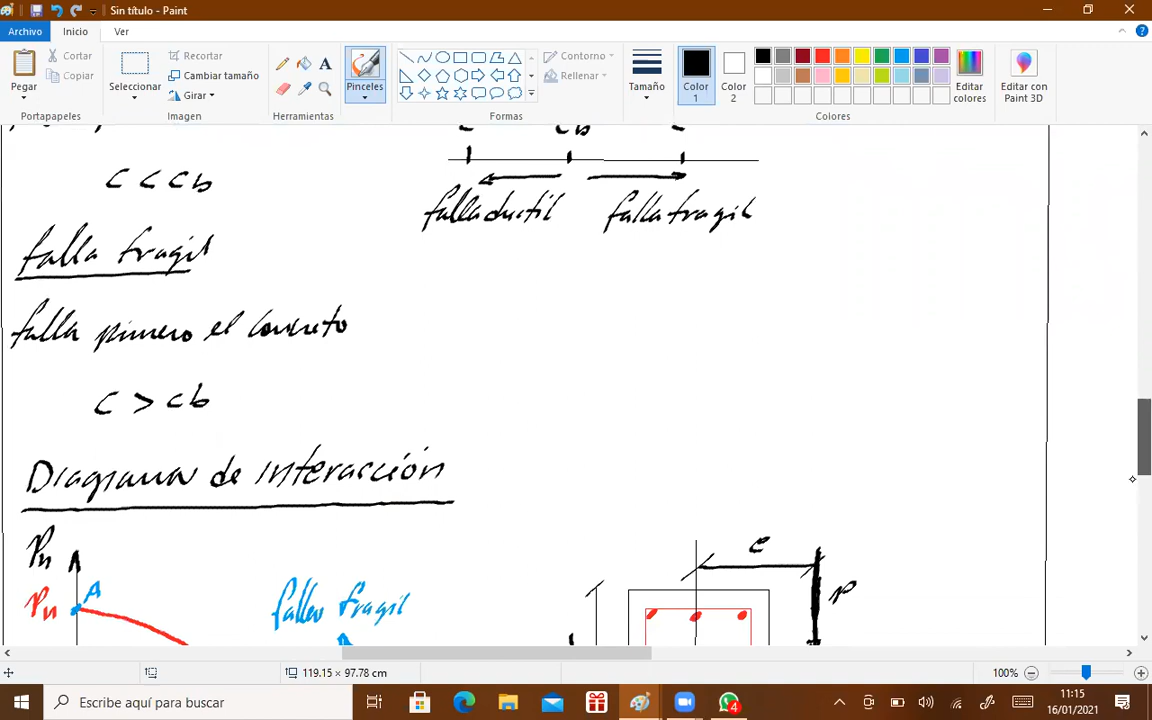 Sin título - Paint
Archivo Inicio Ver
Pegar
Cortar
Copiar
Portapapeles
Seleccionar
Recortar
Cambiar tamaño
Girar
Imagen
Pinceles
Herramientas
Contorno
Rellenar
Formas
Tamaño
Color 1
Color 2
Editar colores
Editar con Paint 3D
Colores
c < cb
falla ductil falla fragil
falla fragil
falla pimero el concreto
c > cb
Diagrama de interacción
Pn
Pn A
falla fragil
e
P
119.15 × 97.78 cm
100%
Escribe aquí para buscar
4
11:15
16/01/2021